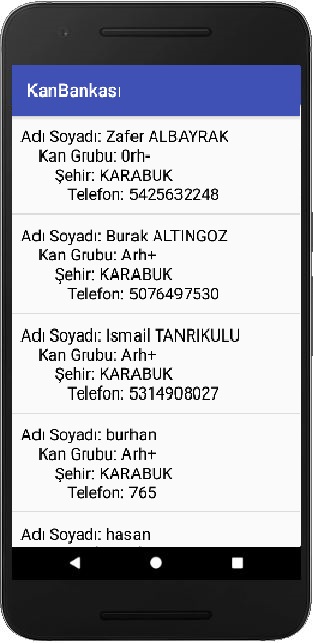 KanBankası
Adı Soyadı: Zafer ALBAYRAK
Kan Grubu: 0rh-
Şehir: KARABUK
Telefon: 5425632248
Adı Soyadı: Burak ALTINGOZ
Kan Grubu: Arh+
Şehir: KARABUK
Telefon: 5076497530
Adı Soyadı: Ismail TANRIKULU
Kan Grubu: Arh+
Şehir: KARABUK
Telefon: 5314908027
Adı Soyadı: burhan
Kan Grubu: Arh+
Şehir: KARABUK
Telefon: 765
Adı Soyadı: hasan